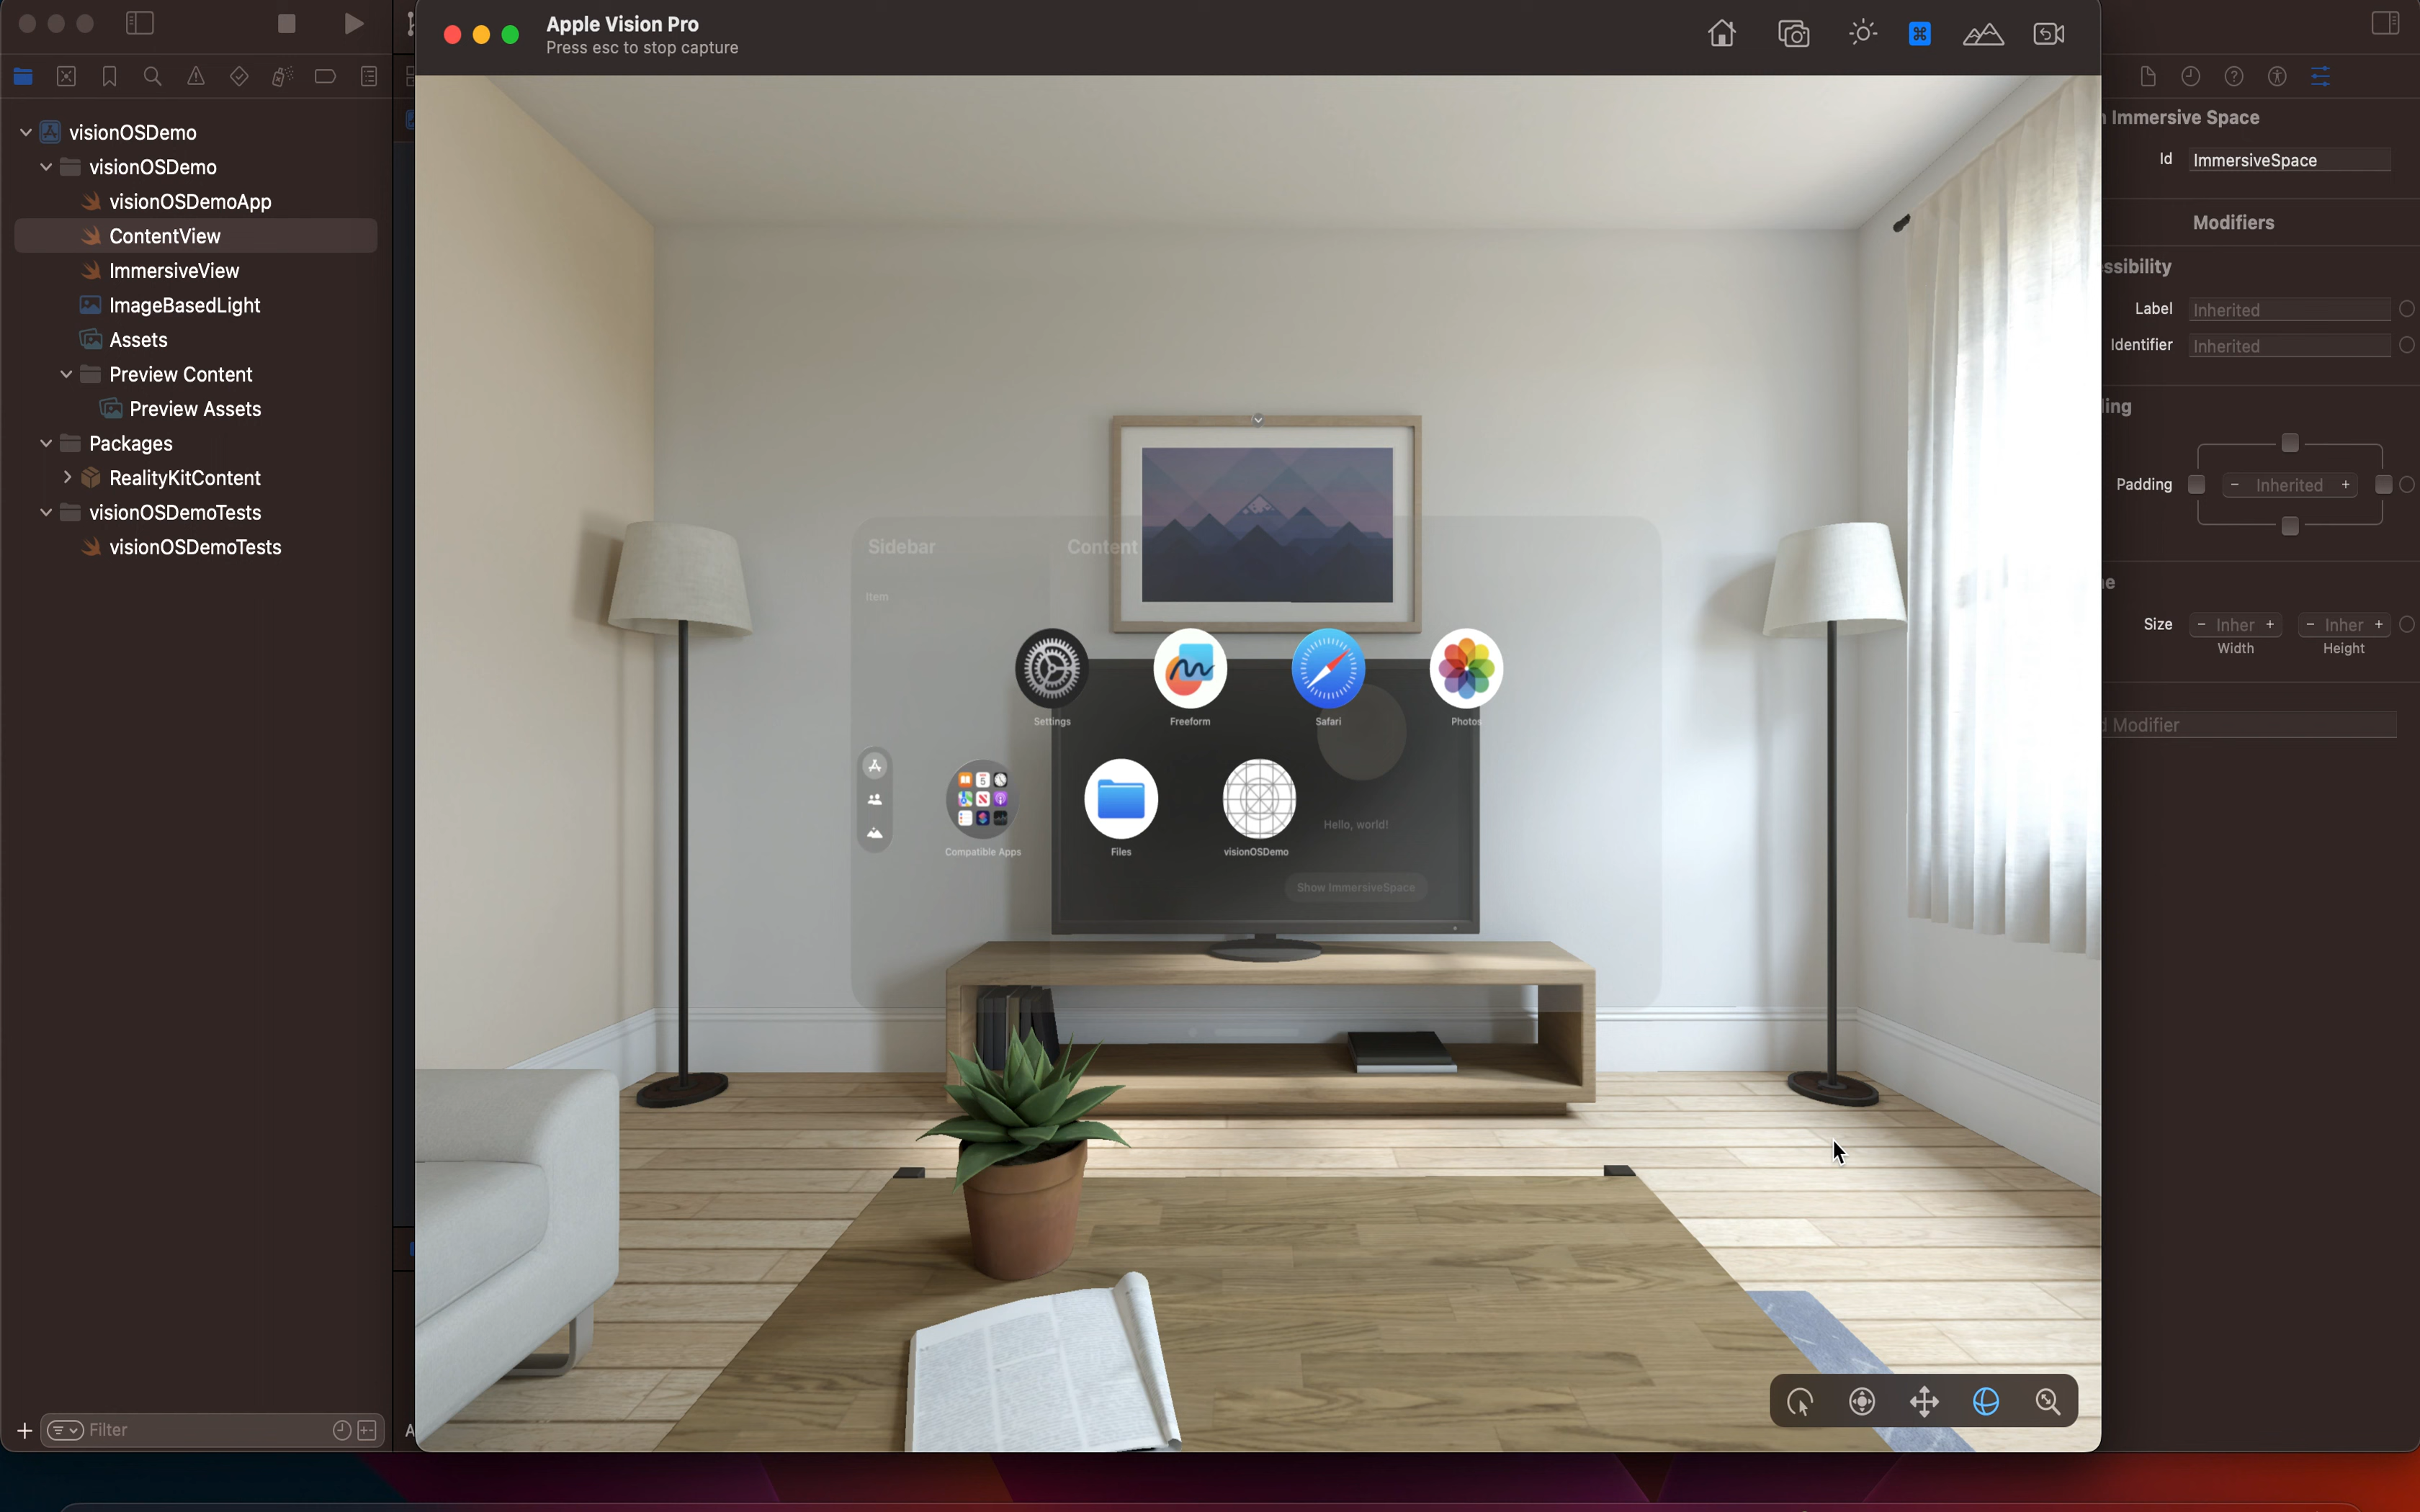 Apple Vision Pro
Press esc to stop capture
visionOSDemo
visionOSDemo
visionOSDemoApp
ContentView
ImmersiveView
ImageBasedLight
Assets
Preview Content
Preview Assets
Packages
RealityKitContent
visionOSDemoTests
visionOSDemoTests
Filter
Sidebar
Content
Item
Settings
Freeform
Safari
Photos
Compatible Apps
Files
visionOSDemo
Hello, world!
Show ImmersiveSpace
Immersive Space
Id ImmersiveSpace
Modifiers
ssibility
Label Inherited
Identifier Inherited
ling
Padding - Inherited +
Size - Inher + - Inher +
Width Height
Modifier